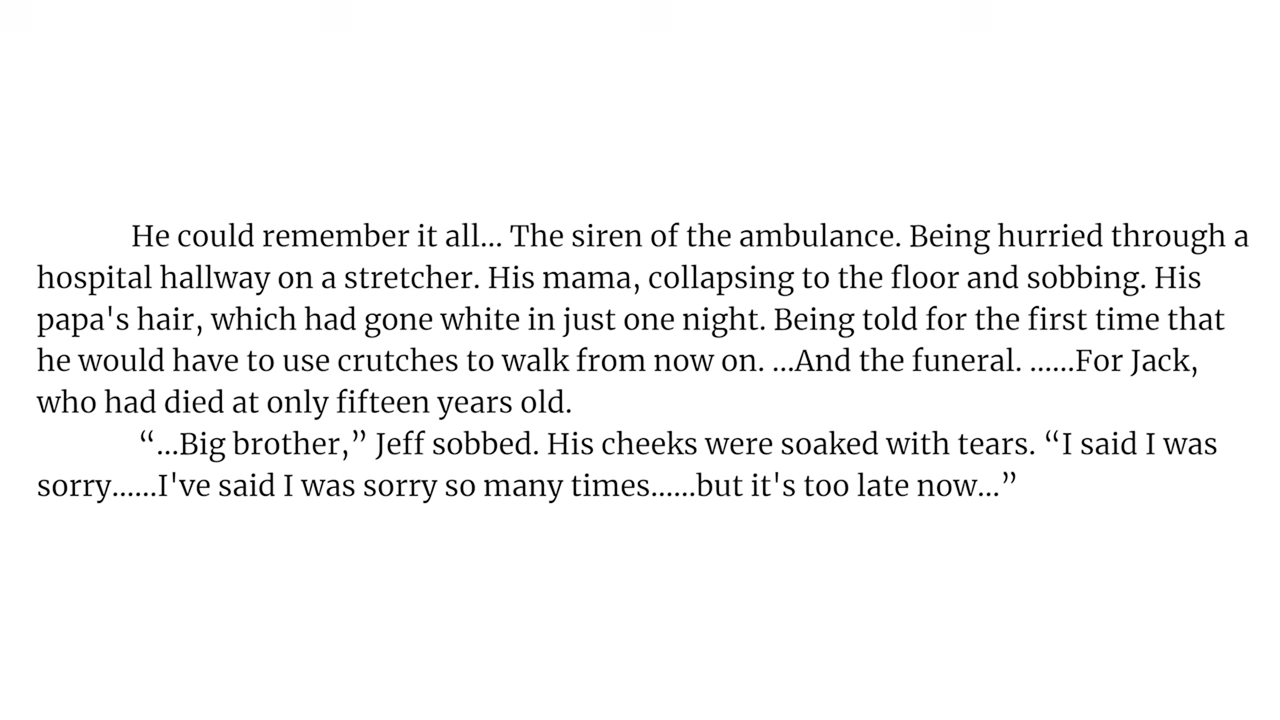 He could remember it all... The siren of the ambulance. Being hurried through a
hospital hallway on a stretcher. His mama, collapsing to the floor and sobbing. His
papa's hair, which had gone white in just one night. Being told for the first time that
he would have to use crutches to walk from now on. ...And the funeral. ......For Jack,
who had died at only fifteen years old.
“...Big brother,” Jeff sobbed. His cheeks were soaked with tears. “I said I was
sorry......I've said I was sorry so many times......but it's too late now...”